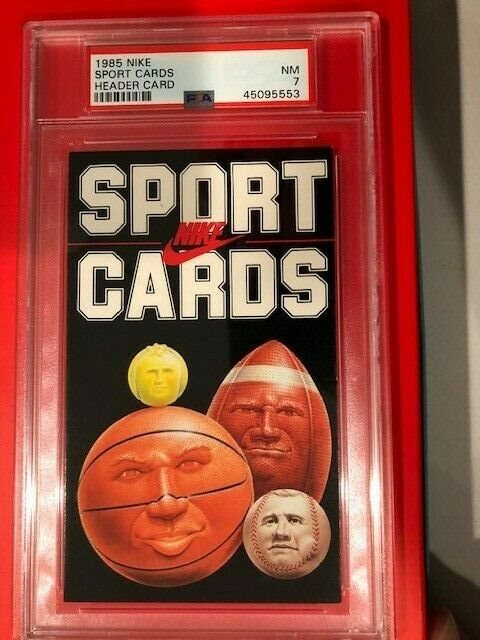 1985 NIKE
SPORT CARDS
HEADER CARD
NM
7
PSA
45095553
SPORT
NIKE
CARDS